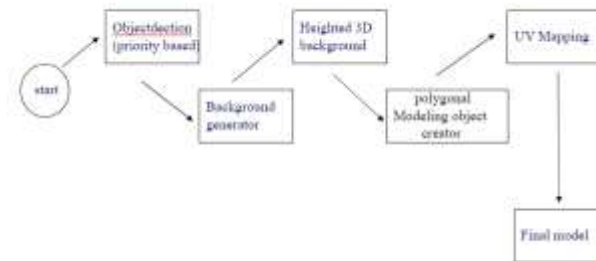 start
Objectdection
(priority based)
Background
generator
Heighted 3D
background
polygonal
Modeling object
creator
UV Mapping
Final model